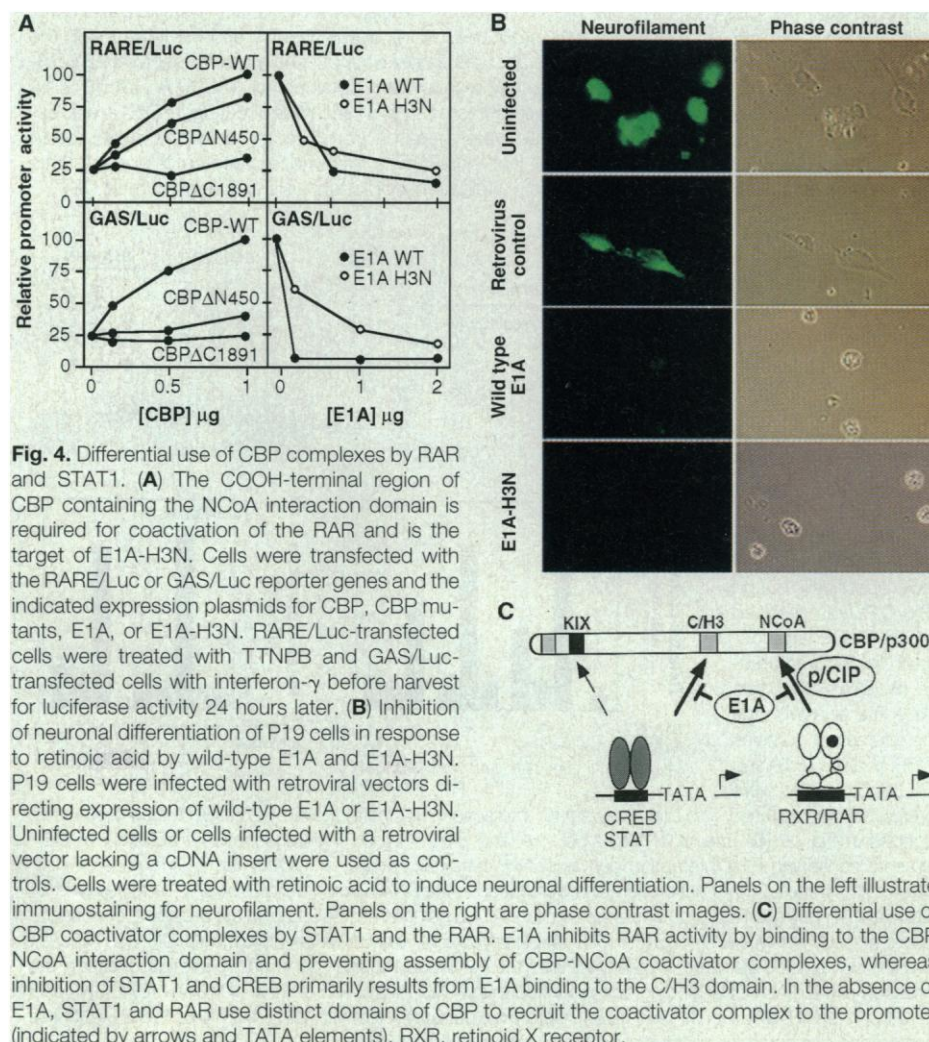 A
RARE/Luc
CBP-WT
CBPΔN450
CBPΔC1891
100
75
50
25
0
RARE/Luc
E1A WT
E1A H3N
GAS/Luc
CBP-WT
CBPΔN450
CBPΔC1891
100
75
50
25
0
GAS/Luc
E1A WT
E1A H3N
Relative promoter activity
0 0.5 1
0 1 2
[CBP] µg
[E1A] µg
B
Neurofilament
Phase contrast
Uninfected
Retrovirus
control
Wild type
E1A
E1A-H3N
C
KIX
C/H3
NCoA
CBP/p300
p/CIP
E1A
TATA
TATA
CREB
STAT
RXR/RAR
Fig. 4. Differential use of CBP complexes by RAR
and STAT1. (A) The COOH-terminal region of
CBP containing the NCoA interaction domain is
required for coactivation of the RAR and is the
target of E1A-H3N. Cells were transfected with
the RARE/Luc or GAS/Luc reporter genes and the
indicated expression plasmids for CBP, CBP mu-
tants, E1A, or E1A-H3N. RARE/Luc-transfected
cells were treated with TTNPB and GAS/Luc-
transfected cells with interferon-γ before harvest
for luciferase activity 24 hours later. (B) Inhibition
of neuronal differentiation of P19 cells in response
to retinoic acid by wild-type E1A and E1A-H3N.
P19 cells were infected with retroviral vectors di-
recting expression of wild-type E1A or E1A-H3N.
Uninfected cells or cells infected with a retroviral
vector lacking a cDNA insert were used as con-
trols. Cells were treated with retinoic acid to induce neuronal differentiation. Panels on the left illustrate
immunostaining for neurofilament. Panels on the right are phase contrast images. (C) Differential use o
CBP coactivator complexes by STAT1 and the RAR. E1A inhibits RAR activity by binding to the CBP
NCoA interaction domain and preventing assembly of CBP-NCoA coactivator complexes, whereas
inhibition of STAT1 and CREB primarily results from E1A binding to the C/H3 domain. In the absence o
E1A, STAT1 and RAR use distinct domains of CBP to recruit the coactivator complex to the promote
(indicated by arrows and TATA elements). RXR, retinoid X receptor.